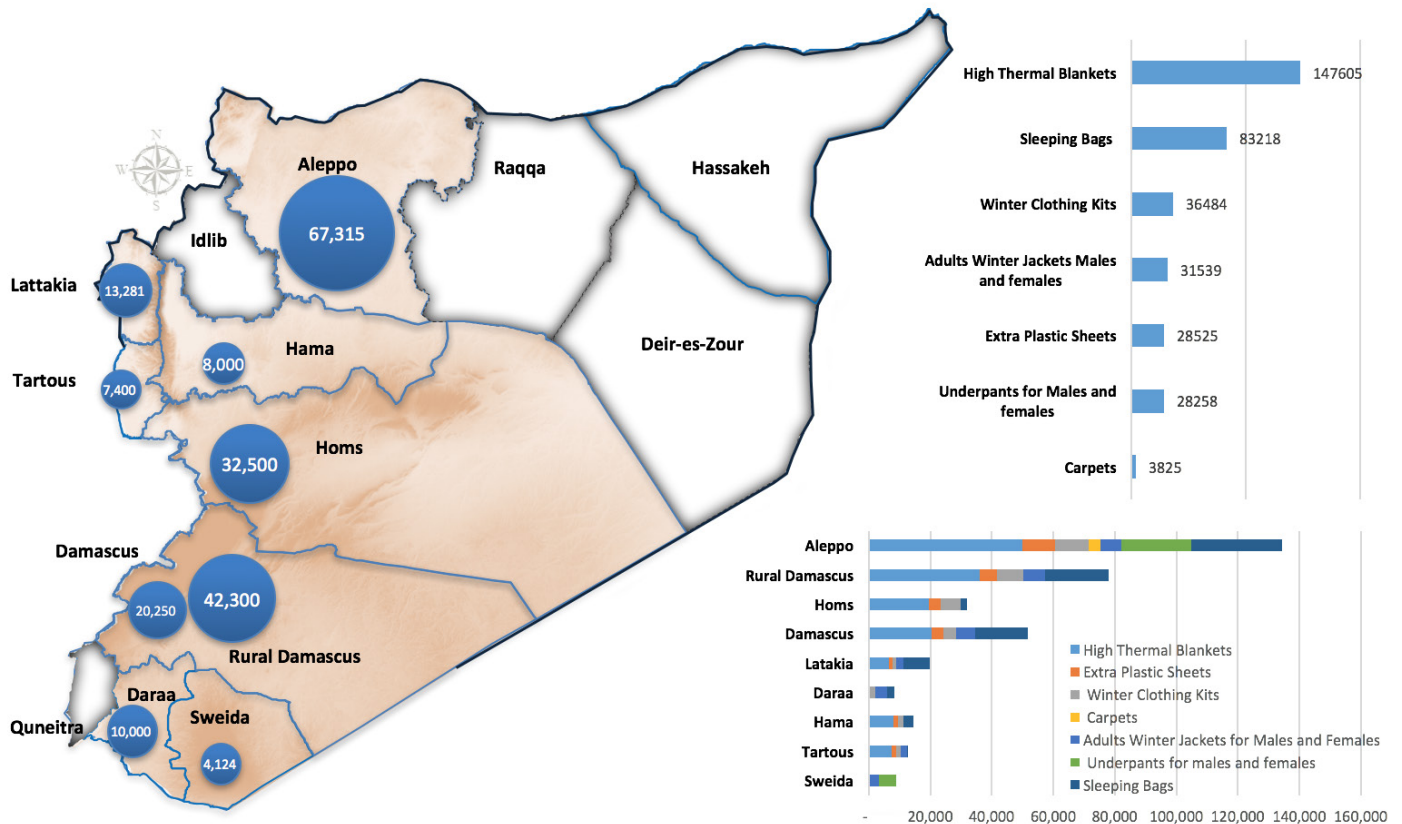 N
W
E
S
Aleppo
67,315
Raqqa
Hassakeh
Idlib
Lattakia
13,281
Hama
8,000
Deir-es-Zour
Tartous
7,400
Homs
32,500
Damascus
20,250
42,300
Rural Damascus
Daraa
10,000
Sweida
4,124
Quneitra
High Thermal Blankets
147605
Sleeping Bags
83218
Winter Clothing Kits
36484
Adults Winter Jackets Males
and females
31539
Extra Plastic Sheets
28525
Underpants for Males and
females
28258
Carpets
3825
Aleppo
Rural Damascus
Homs
Damascus
Latakia
Daraa
Hama
Tartous
Sweida
High Thermal Blankets
Extra Plastic Sheets
Winter Clothing Kits
Carpets
Adults Winter Jackets for Males and Females
Underpants for males and females
Sleeping Bags
- 20,000 40,000 60,000 80,000 100,000 120,000 140,000 160,000